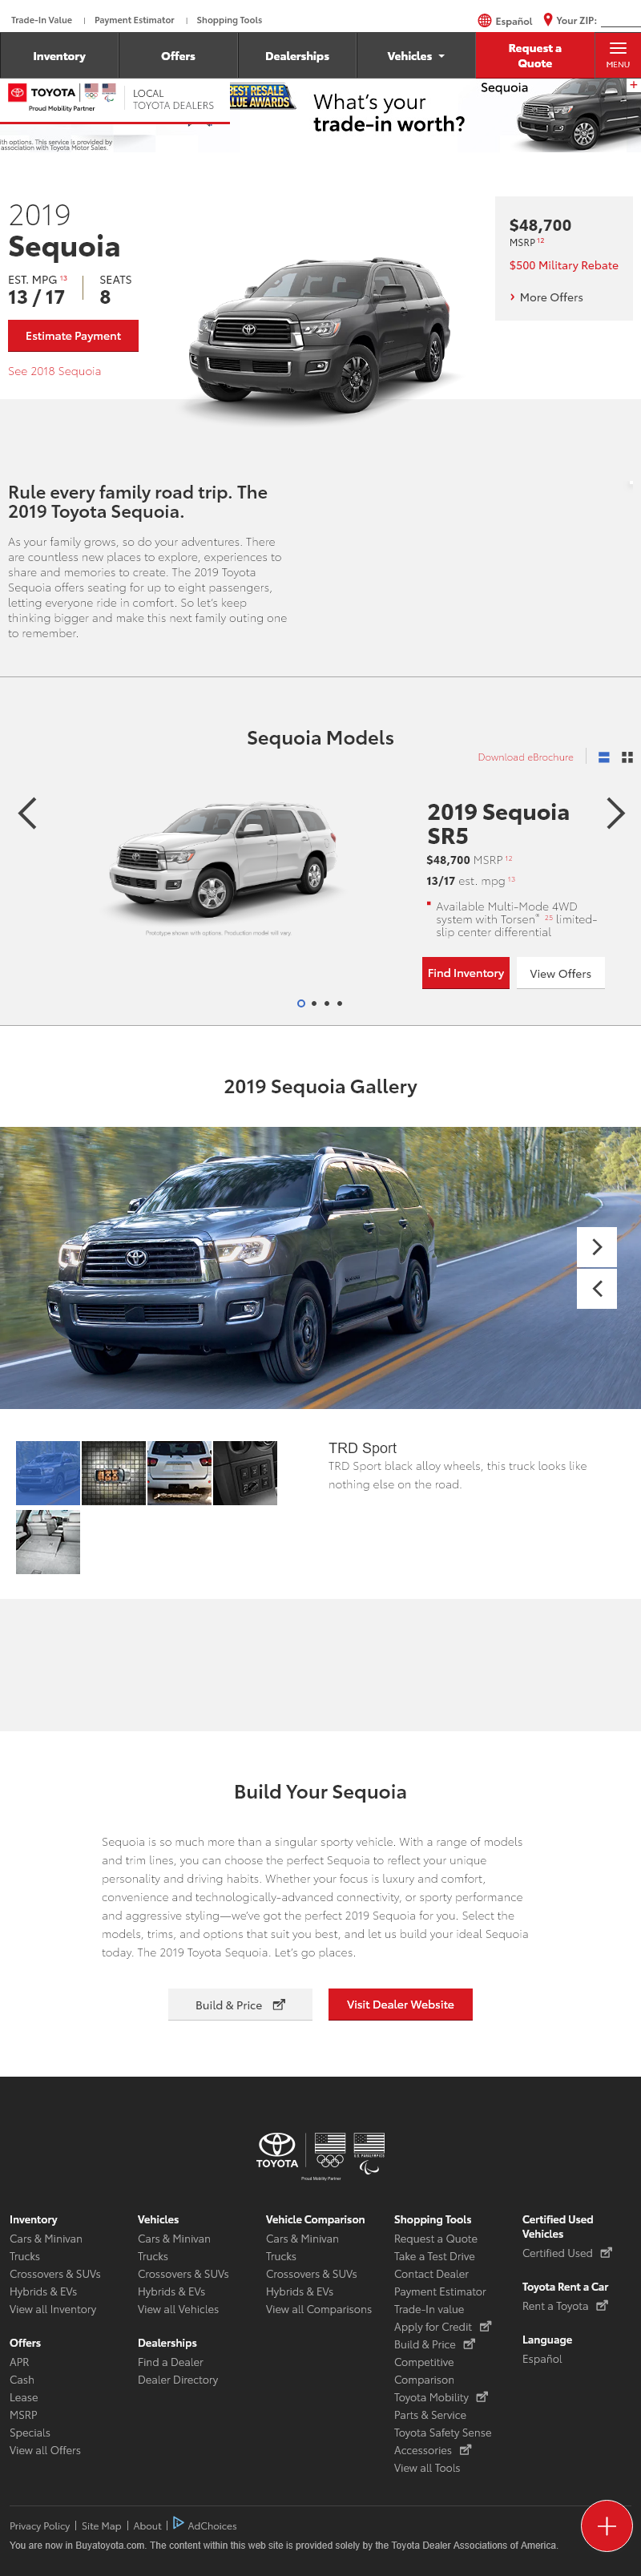 Trade-In Value | Payment Estimator | Shopping Tools
Español Your ZIP:
Inventory Offers Dealerships Vehicles Request a Quote MENU
TOYOTA LOCAL TOYOTA DEALERS
Proud Mobility Partner
BEST RESALE
VALUE AWARDS
What's your
trade-in worth?
Sequoia
+
ith options. This service is provided by
association with Toyota Motor Sales.
2019
Sequoia
EST. MPG 13 SEATS
13 / 17 8
Estimate Payment
See 2018 Sequoia
$48,700
MSRP 12
$500 Military Rebate
More Offers
Rule every family road trip. The
2019 Toyota Sequoia.
As your family grows, so do your adventures. There
are countless new places to explore, experiences to
share and memories to create. The 2019 Toyota
Sequoia offers seating for up to eight passengers,
letting everyone ride in comfort. So let's keep
thinking bigger and make this next family outing one
to remember.
Sequoia Models
Download eBrochure
2019 Sequoia
SR5
$48,700 MSRP 12
13/17 est. mpg 13
Available Multi-Mode 4WD
system with Torsen® 25 limited-
slip center differential
Prototype shown with options. Production model will vary.
Find Inventory View Offers
2019 Sequoia Gallery
TRD Sport
TRD Sport black alloy wheels, this truck looks like
nothing else on the road.
Build Your Sequoia
Sequoia is so much more than a singular sporty vehicle. With a range of models
and trim lines, you can choose the perfect Sequoia to reflect your unique
personality and driving habits. Whether your focus is luxury and comfort,
convenience and technologically-advanced connectivity, or sporty performance
and aggressive styling—we've got the perfect 2019 Sequoia for you. Select the
models, trims, and options that suit you best, and let us build your ideal Sequoia
today. The 2019 Toyota Sequoia. Let's go places.
Build & Price Visit Dealer Website
TOYOTA
Proud Mobility Partner
Inventory
Cars & Minivan
Trucks
Crossovers & SUVs
Hybrids & EVs
View all Inventory
Offers
APR
Cash
Lease
MSRP
Specials
View all Offers
Vehicles
Cars & Minivan
Trucks
Crossovers & SUVs
Hybrids & EVs
View all Vehicles
Dealerships
Find a Dealer
Dealer Directory
Vehicle Comparison
Cars & Minivan
Trucks
Crossovers & SUVs
Hybrids & EVs
View all Comparisons
Shopping Tools
Request a Quote
Take a Test Drive
Contact Dealer
Payment Estimator
Trade-In value
Apply for Credit
Build & Price
Competitive
Comparison
Toyota Mobility
Parts & Service
Toyota Safety Sense
Accessories
View all Tools
Certified Used
Vehicles
Certified Used
Toyota Rent a Car
Rent a Toyota
Language
Español
Privacy Policy | Site Map | About | AdChoices
You are now in Buyatoyota.com. The content within this web site is provided solely by the Toyota Dealer Associations of America.